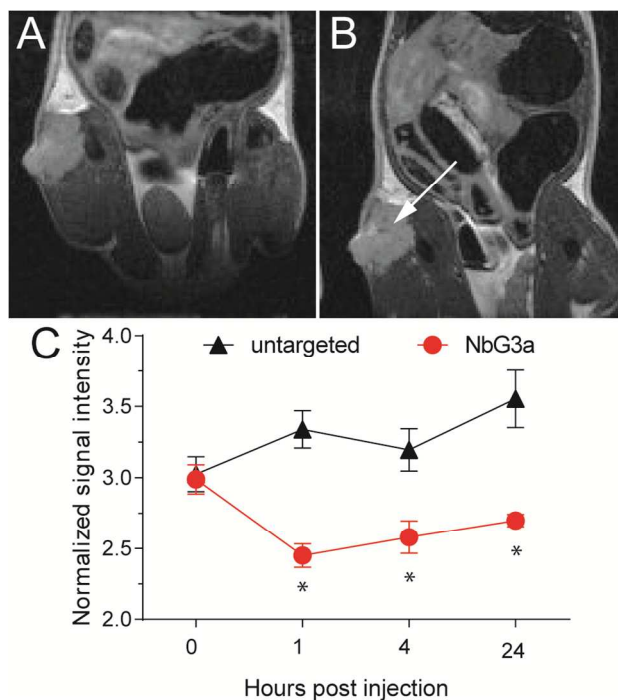 A
B
C
untargeted NbG3a
Normalized signal intensity
4.0
3.5
3.0
2.5
2.0
* * *
0 1 4 24
Hours post injection